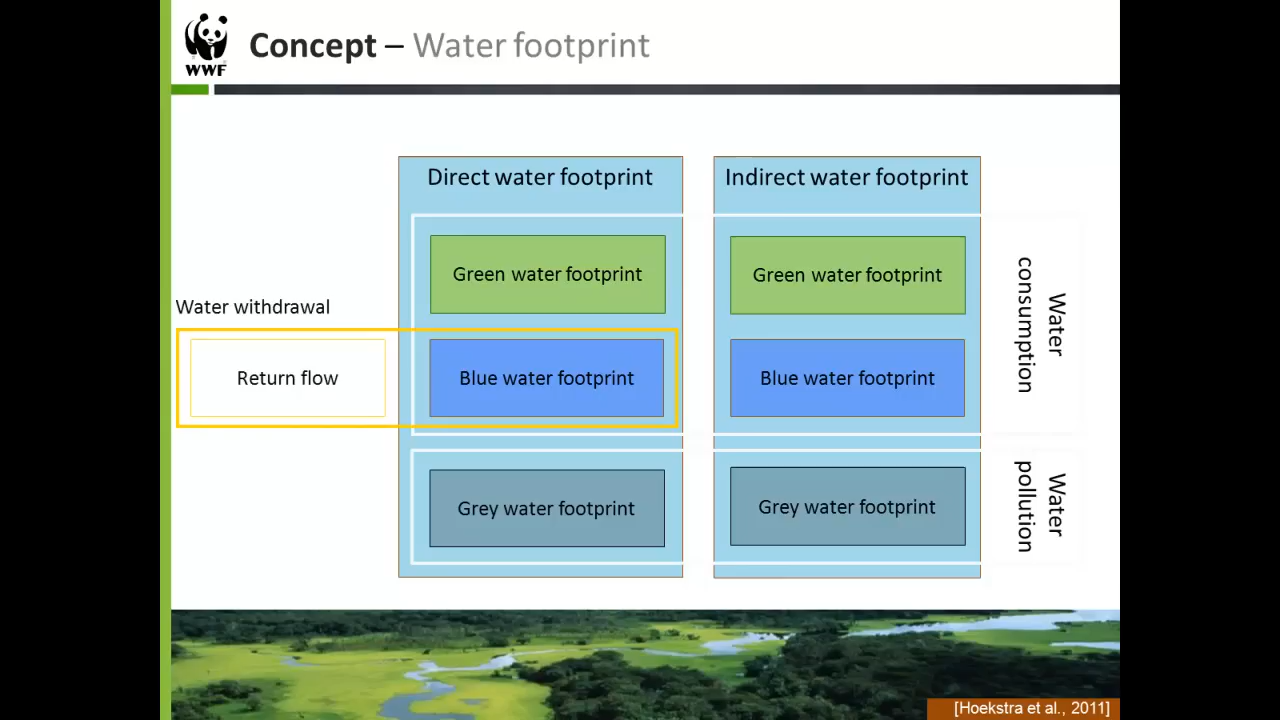 WWF
Concept – Water footprint
Direct water footprint
Indirect water footprint
Green water footprint
Green water footprint
Water consumption
Water withdrawal
Return flow
Blue water footprint
Blue water footprint
Grey water footprint
Grey water footprint
Water pollution
[Hoekstra et al., 2011]